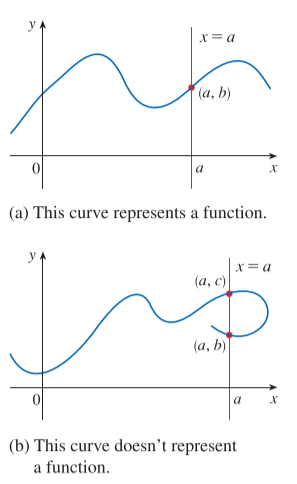 y
x = a
(a, b)
0
a
x
(a) This curve represents a function.
y
x = a
(a, c)
(a, b)
0
a
x
(b) This curve doesn’t represent
a function.